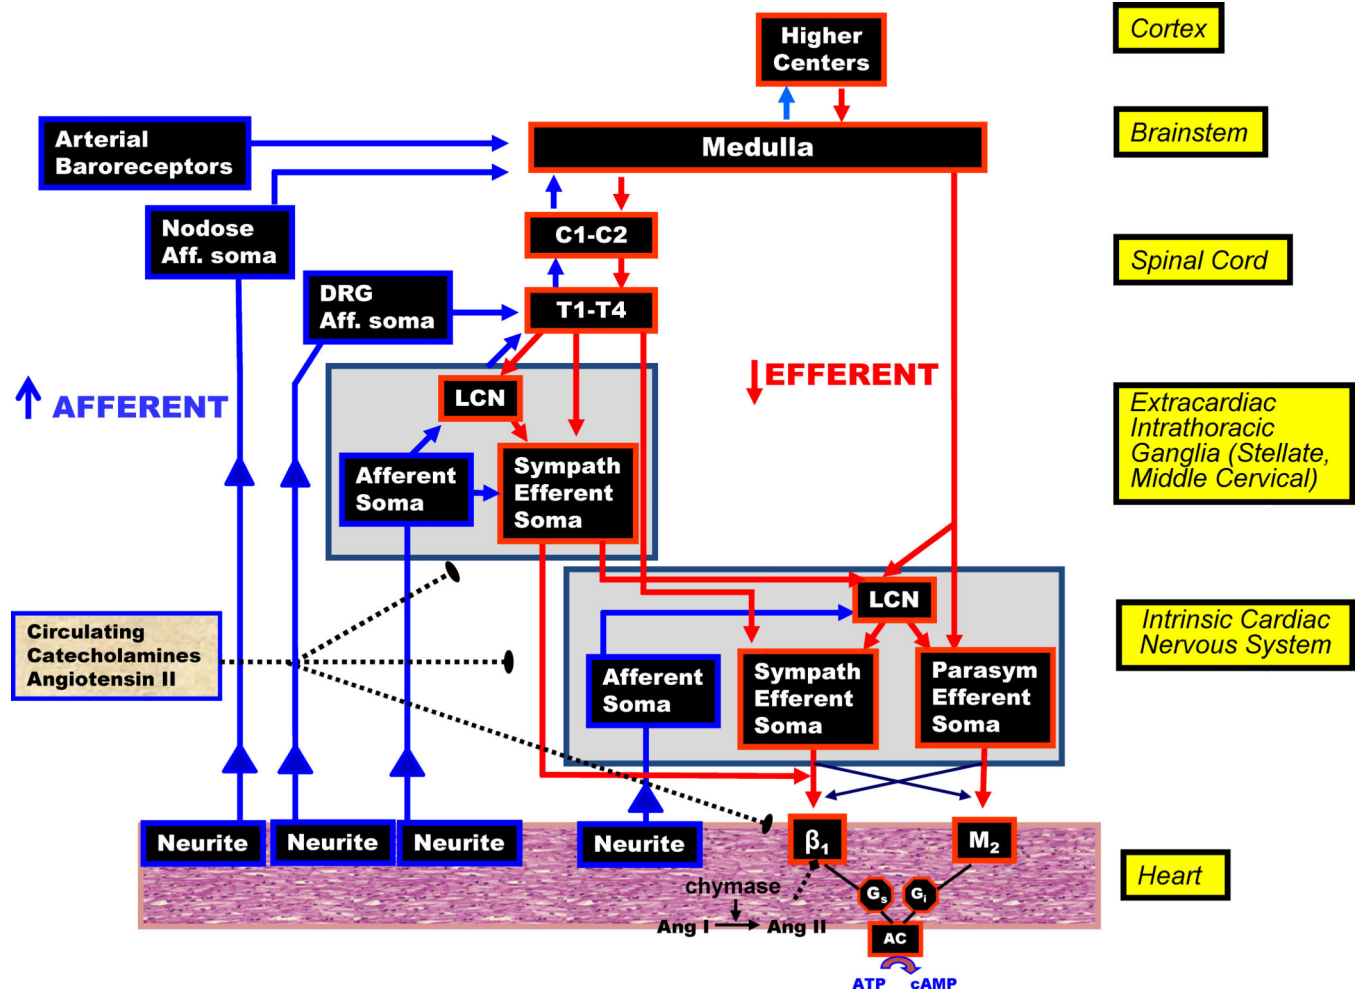 Higher
Centers
Cortex
Arterial
Baroreceptors
Medulla
Brainstem
Nodose
Aff. soma
C1-C2
Spinal Cord
DRG
Aff. soma
T1-T4
AFFERENT
LCN
EFFERENT
Extracardiac
Intrathoracic
Ganglia (Stellate,
Middle Cervical)
Afferent
Soma
Sympath
Efferent
Soma
Circulating
Catecholamines
Angiotensin II
LCN
Intrinsic Cardiac
Nervous System
Afferent
Soma
Sympath
Efferent
Soma
Parasym
Efferent
Soma
Neurite
Neurite
Neurite
Neurite
β1
M2
Heart
chymase
Gs
Gi
Ang I
Ang II
AC
ATP
cAMP